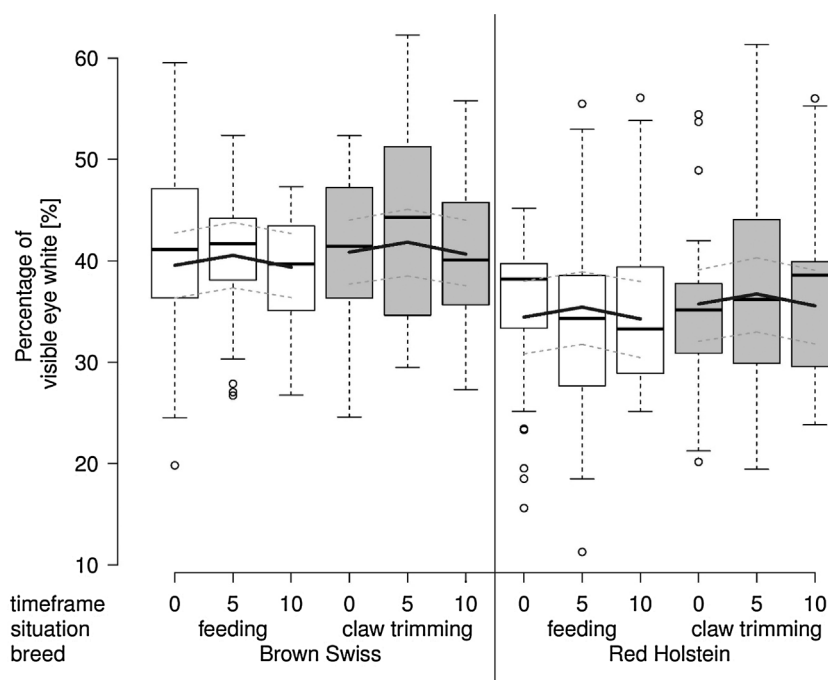 Percentage of
visible eye white [%]
60
50
40
30
20
10
timeframe 0 5 10 0 5 10 0 5 10 0 5 10
situation feeding claw trimming feeding claw trimming
breed Brown Swiss Red Holstein